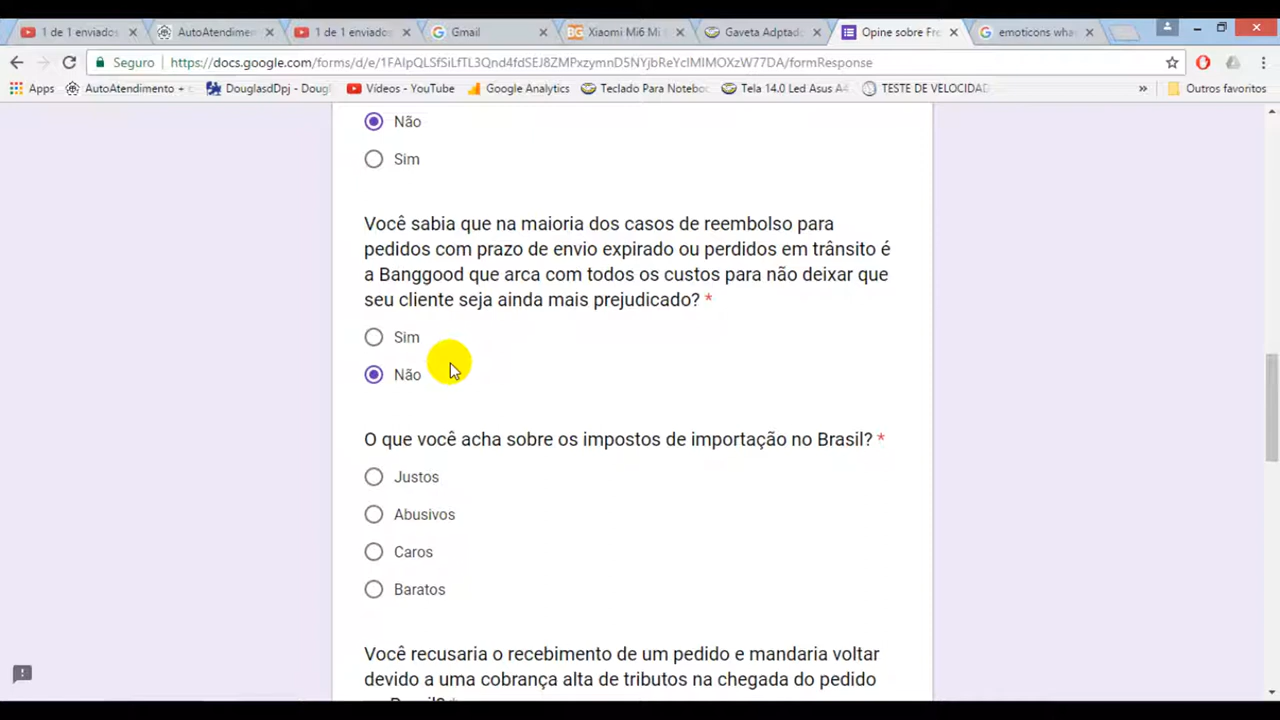 1 de 1 enviados
AutoAtendimen
1 de 1 enviados
Gmail
Xiaomi Mi6 Mi
Gaveta Adptad
Opine sobre Fr
emoticons wha
Seguro
https://docs.google.com/forms/d/e/1FAIpQLSfSiLfTL3Qnd4fdSEJ8ZMPxzymnD5NYjbReYclMIMOXzW77DA/formResponse
Apps
AutoAtendimento +
DouglasdDpj - Doug
Vídeos - YouTube
Google Analytics
Teclado Para Notebo
Tela 14.0 Led Asus A4
TESTE DE VELOCIDAD
»
Outros favoritos
Não
Sim
Você sabia que na maioria dos casos de reembolso para
pedidos com prazo de envio expirado ou perdidos em trânsito é
a Banggood que arca com todos os custos para não deixar que
seu cliente seja ainda mais prejudicado? *
Sim
Não
O que você acha sobre os impostos de importação no Brasil? *
Justos
Abusivos
Caros
Baratos
Você recusaria o recebimento de um pedido e mandaria voltar
devido a uma cobrança alta de tributos na chegada do pedido